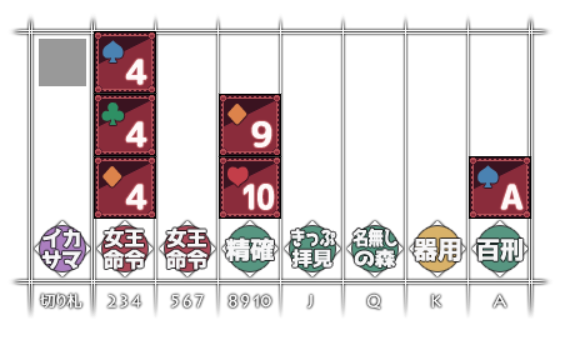 4
4
9
4
10
A
イカサマ
女王命令
女王命令
精確
きっぷ拝見
名無しの森
器用
百刑
切り札
234
567
8910
J
Q
K
A